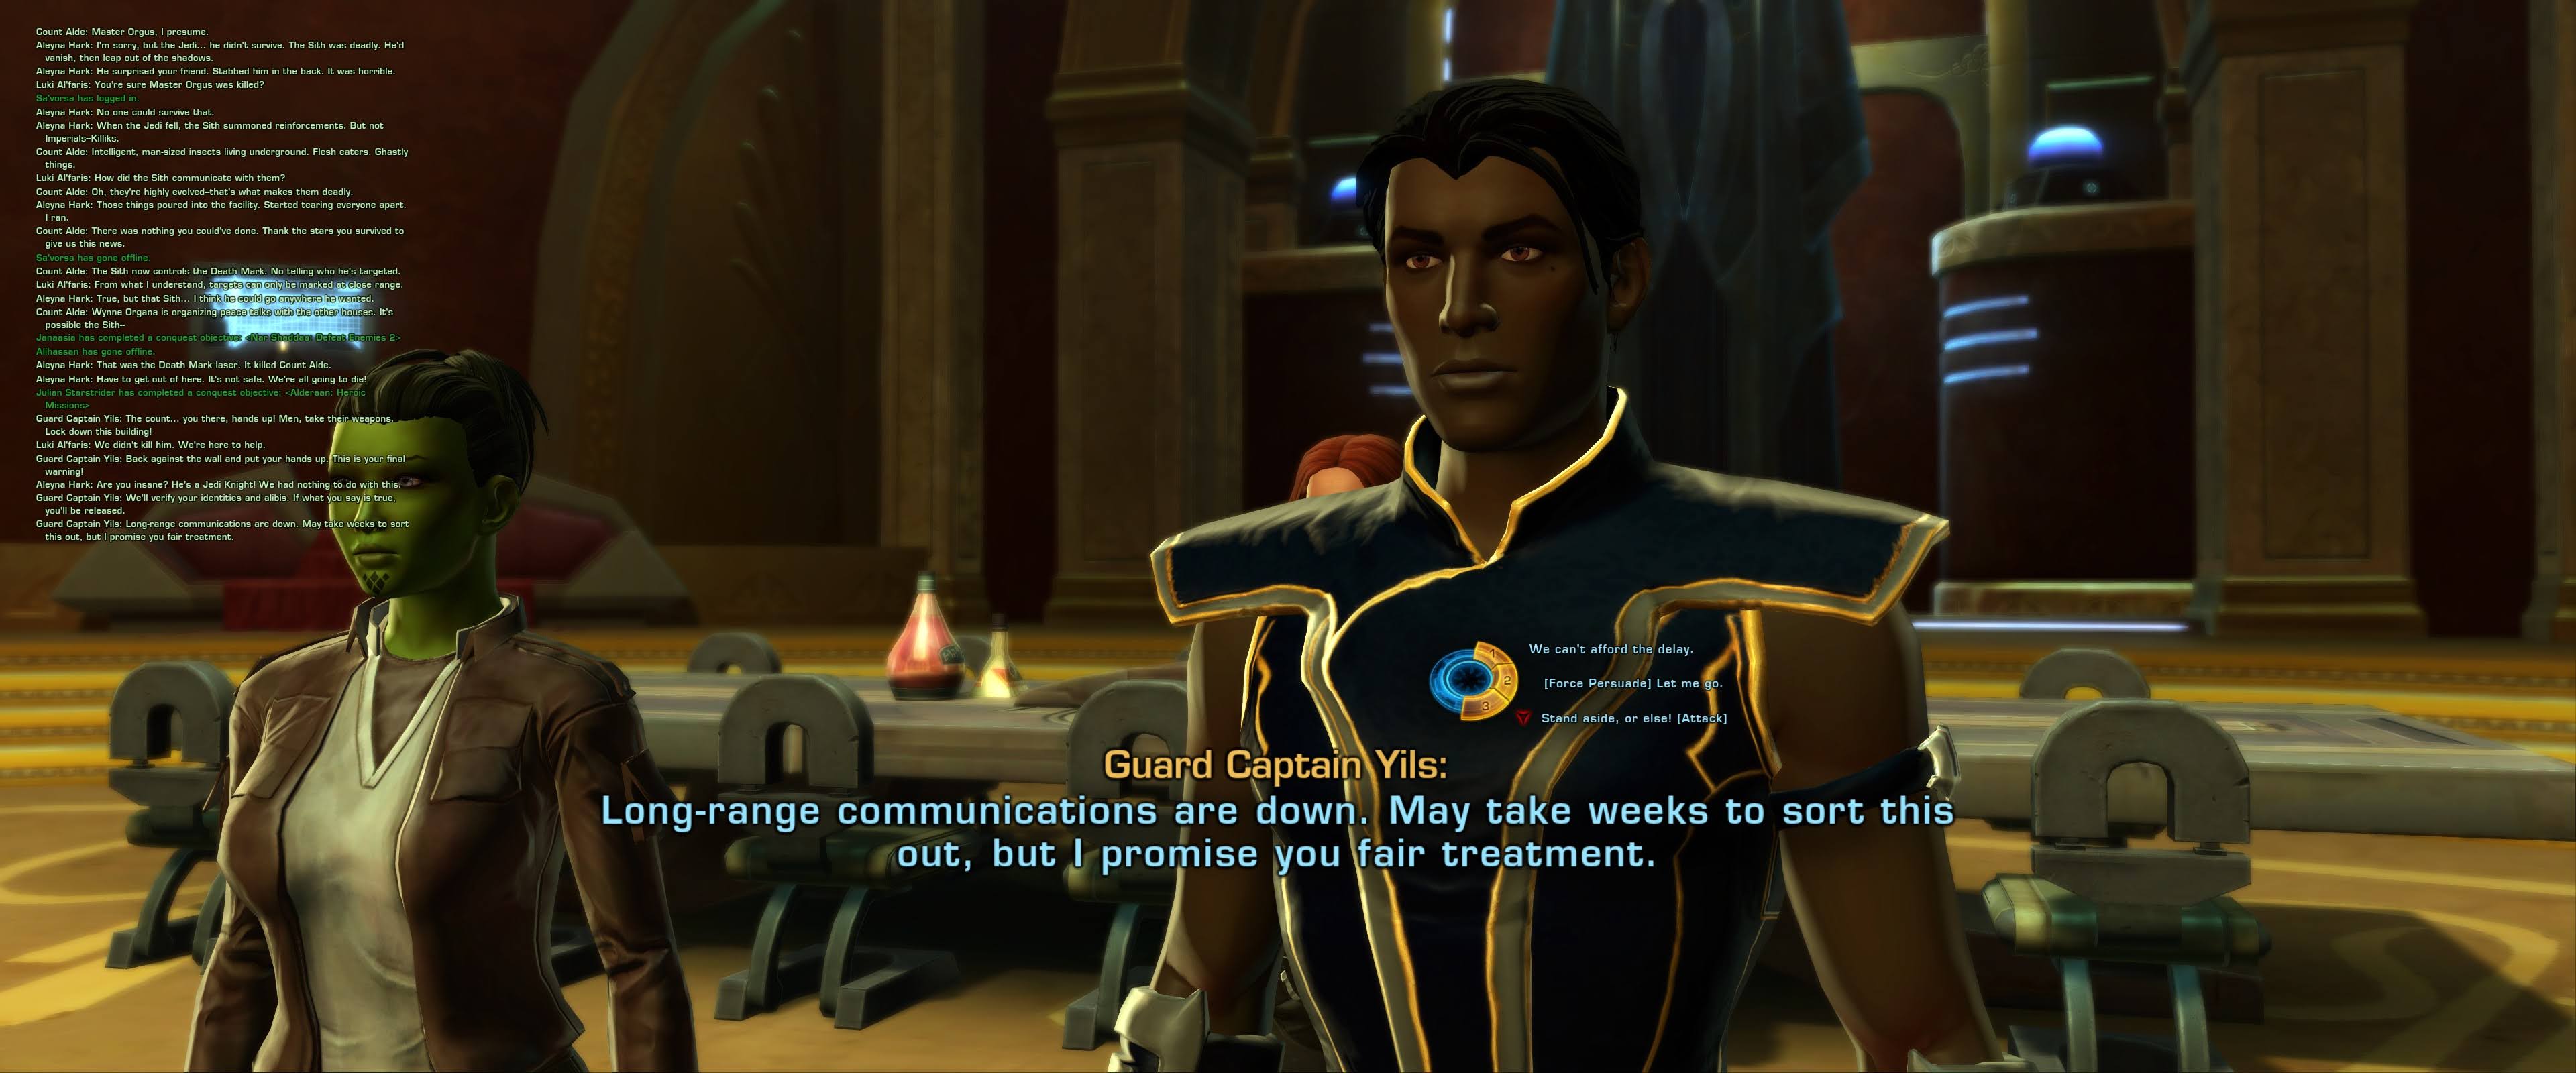 Count Alde: Master Orgus, I presume.
Aleyna Hark: I'm sorry, but the Jedi... he didn't survive. The Sith was deadly. He'd
vanish, then leap out of the shadows.
Aleyna Hark: He surprised your friend. Stabbed him in the back. It was horrible.
Luki Al'faris: You're sure Master Orgus was killed?
Sa'vorsa has logged in.
Aleyna Hark: No one could survive that.
Aleyna Hark: When the Jedi fell, the Sith summoned reinforcements. But not
Imperials—Killiks.
Count Alde: Intelligent, man-sized insects living underground. Flesh eaters. Ghastly
things.
Luki Al'faris: How did the Sith communicate with them?
Count Alde: Oh, they're highly evolved—that's what makes them deadly.
Aleyna Hark: Those things poured into the facility. Started tearing everyone apart.
I ran.
Count Alde: There was nothing you could've done. Thank the stars you survived to
give us this news.
Sa'vorsa has gone offline.
Count Alde: The Sith now controls the Death Mark. No telling who he's targeted.
Luki Al'faris: From what I understand, targets can only be marked at close range.
Aleyna Hark: True, but that Sith... I think he could go anywhere he wanted.
Count Alde: Wynne Organa is organizing peace talks with the other houses. It's
possible the Sith—
Janaasia has completed a conquest objective: <Nar Shaddaa: Defeat Enemies 2>
Alihassan has gone offline.
Aleyna Hark: That was the Death Mark laser. It killed Count Alde.
Aleyna Hark: Have to get out of here. It's not safe. We're all going to die!
Julian Starstrider has completed a conquest objective: <Alderaan: Heroic
Missions>
Guard Captain Yils: The count... you there, hands up! Men, take their weapons.
Lock down this building!
Luki Al'faris: We didn't kill him. We're here to help.
Guard Captain Yils: Back against the wall and put your hands up. This is your final
warning!
Aleyna Hark: Are you insane? He's a Jedi Knight! We had nothing to do with this.
Guard Captain Yils: We'll verify your identities and alibis. If what you say is true,
you'll be released.
Guard Captain Yils: Long-range communications are down. May take weeks to sort
this out, but I promise you fair treatment.
1 We can't afford the delay.
2 [Force Persuade] Let me go.
3 Stand aside, or else! [Attack]
Guard Captain Yils:
Long-range communications are down. May take weeks to sort this
out, but I promise you fair treatment.